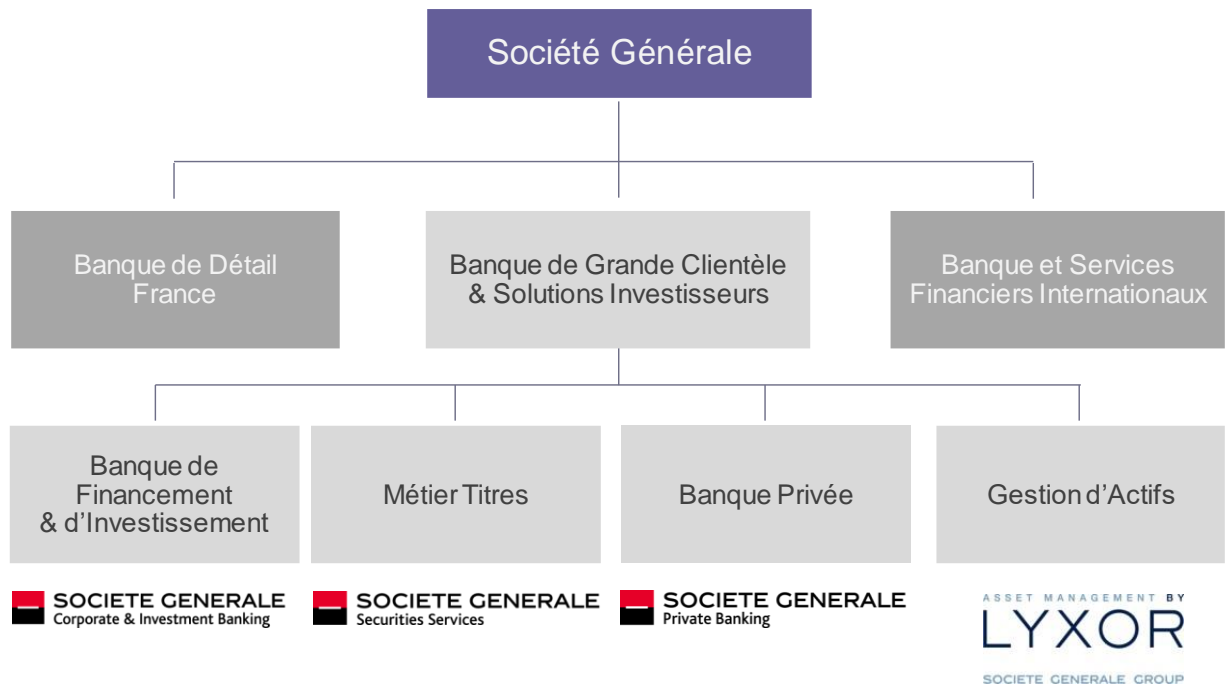 Société Générale
Banque de Détail
France
Banque de Grande Clientèle
& Solutions Investisseurs
Banque et Services
Financiers Internationaux
Banque de
Financement
& d’Investissement
Métier Titres
Banque Privée
Gestion d’Actifs
SOCIETE GENERALE
Corporate & Investment Banking
SOCIETE GENERALE
Securities Services
SOCIETE GENERALE
Private Banking
ASSET MANAGEMENT BY
LYXOR
SOCIETE GENERALE GROUP